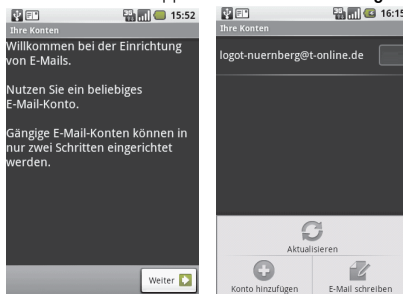 15:52
Ihre Konten
Willkommen bei der Einrichtung
von E-Mails.
Nutzen Sie ein beliebiges
E-Mail-Konto.
Gängige E-Mail-Konten können in
nur zwei Schritten eingerichtet
werden.
Weiter
16:15
Ihre Konten
logot-nuernberg@t-online.de
Aktualisieren
Konto hinzufügen
E-Mail schreiben